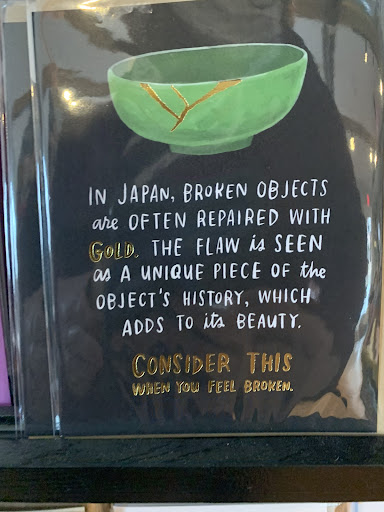 IN JAPAN, BROKEN OBJECTS
are OFTEN REPAIRED WITH
GOLD. THE FLAW is SEEN
as A UNIQUE PIECE OF the
OBJECT'S HISTORY, WHICH
ADDS TO its BEAUTY.
CONSIDER THIS
WHEN YOU FEEL BROKEN.